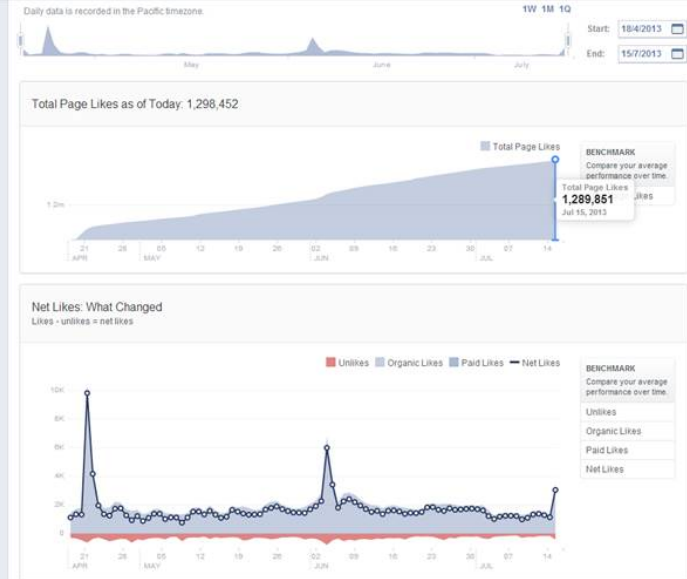 Daily data is recorded in the Pacific timezone.
1W 1M 1Q
Start: 18/4/2013
End: 15/7/2013
May June July
Total Page Likes as of Today: 1,298,452
Total Page Likes
BENCHMARK
Compare your average
performance over time.
Likes
Total Page Likes
1,289,851
Jul 15, 2013
1.2m
21 28 05 12 19 26 02 09 16 23 30 07 14
APR MAY JUN JUL
Net Likes: What Changed
Likes - unlikes = net likes
Unlikes Organic Likes Paid Likes Net Likes
BENCHMARK
Compare your average
performance over time.
Unlikes
Organic Likes
Paid Likes
Net Likes
10K
8K
6K
4K
2K
0
21 28 05 12 19 26 02 09 16 23 30 07 14
APR MAY JUN JUL